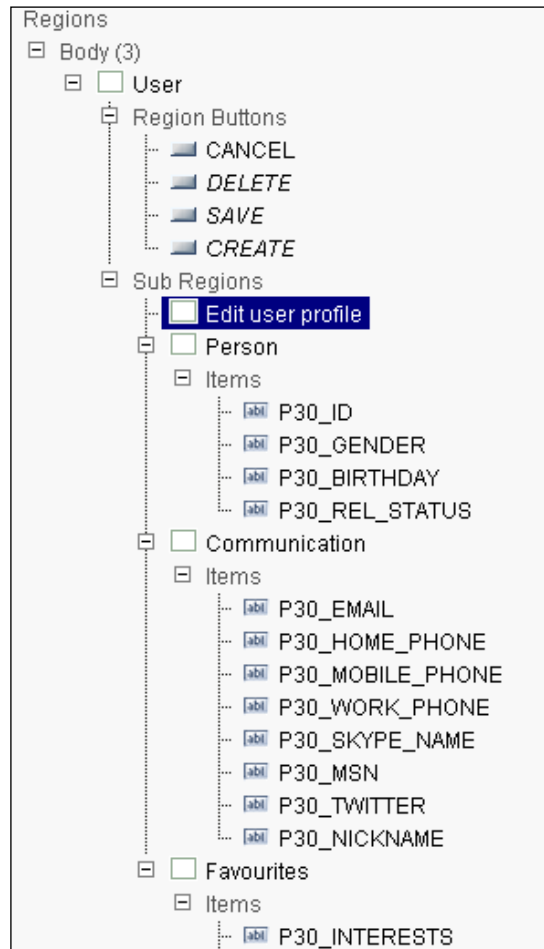 Regions
Body (3)
User
Region Buttons
CANCEL
DELETE
SAVE
CREATE
Sub Regions
Edit user profile
Person
Items
P30_ID
P30_GENDER
P30_BIRTHDAY
P30_REL_STATUS
Communication
Items
P30_EMAIL
P30_HOME_PHONE
P30_MOBILE_PHONE
P30_WORK_PHONE
P30_SKYPE_NAME
P30_MSN
P30_TWITTER
P30_NICKNAME
Favourites
Items
P30_INTERESTS